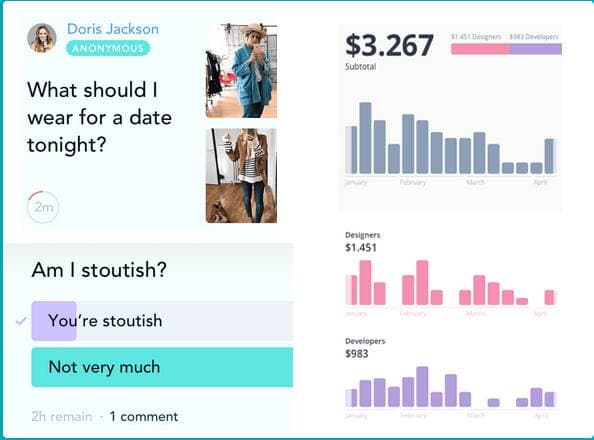 Doris Jackson
ANONYMOUS
What should I
wear for a date
tonight?
2m
Am I stoutish?
You're stoutish
Not very much
2h remain · 1 comment
$3.267
Subtotal
$1.451 Designers $983 Developers
January February March April
Designers
$1.451
January February March April
Developers
$983
January February March April